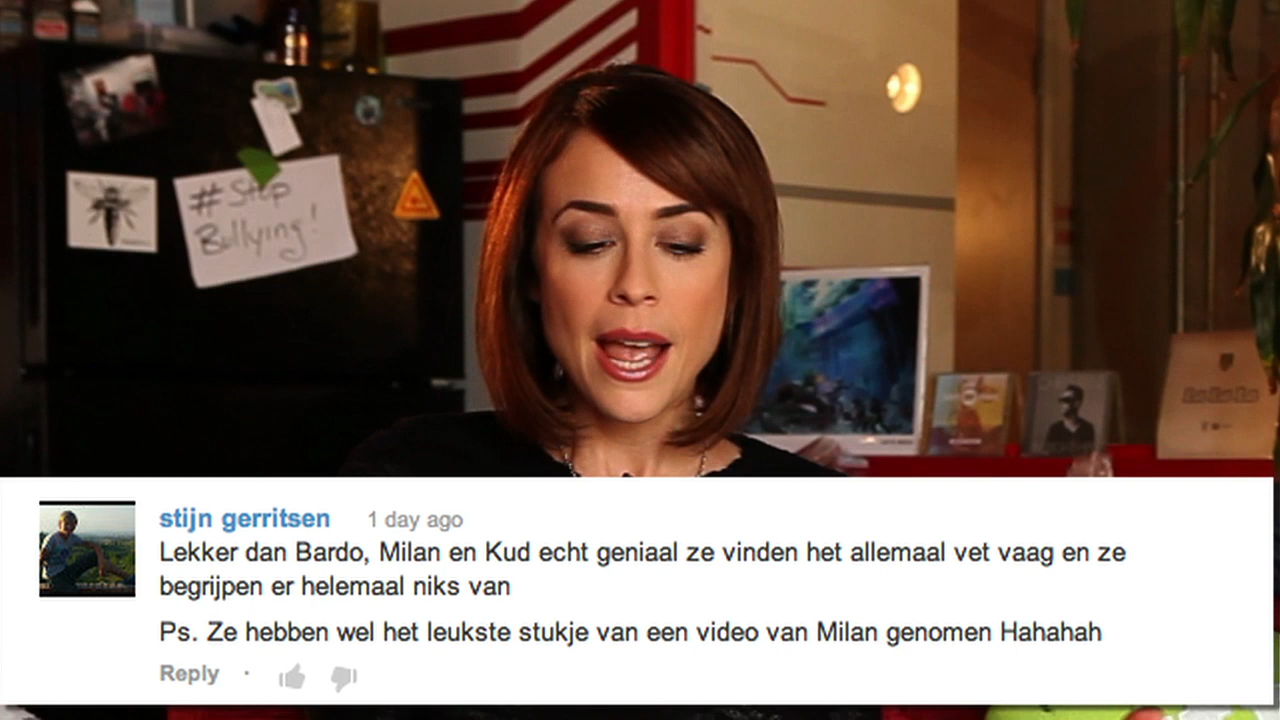 # Stop
Bullying!
stijn gerritsen 1 day ago
Lekker dan Bardo, Milan en Kud echt geniaal ze vinden het allemaal vet vaag en ze
begrijpen er helemaal niks van
Ps. Ze hebben wel het leukste stukje van een video van Milan genomen Hahahah
Reply ·